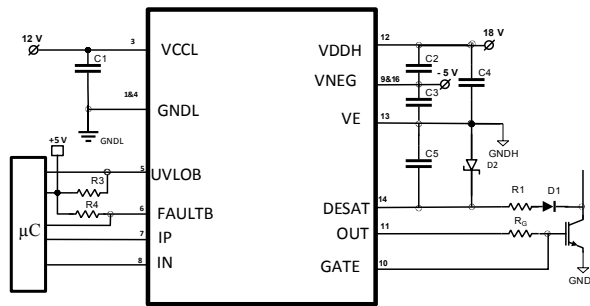 12 V
3
VCCL
C1
1&4
GNDL
GNDL
+5 V
R3
5
UVLOB
R4
6
FAULTB
µC
7
IP
8
IN
VDDH
12
18 V
C2
VNEG
9&16
- 5 V
C4
C3
VE
13
GNDH
C5
D2
DESAT
14
R1
D1
OUT
11
RG
GATE
10
GND